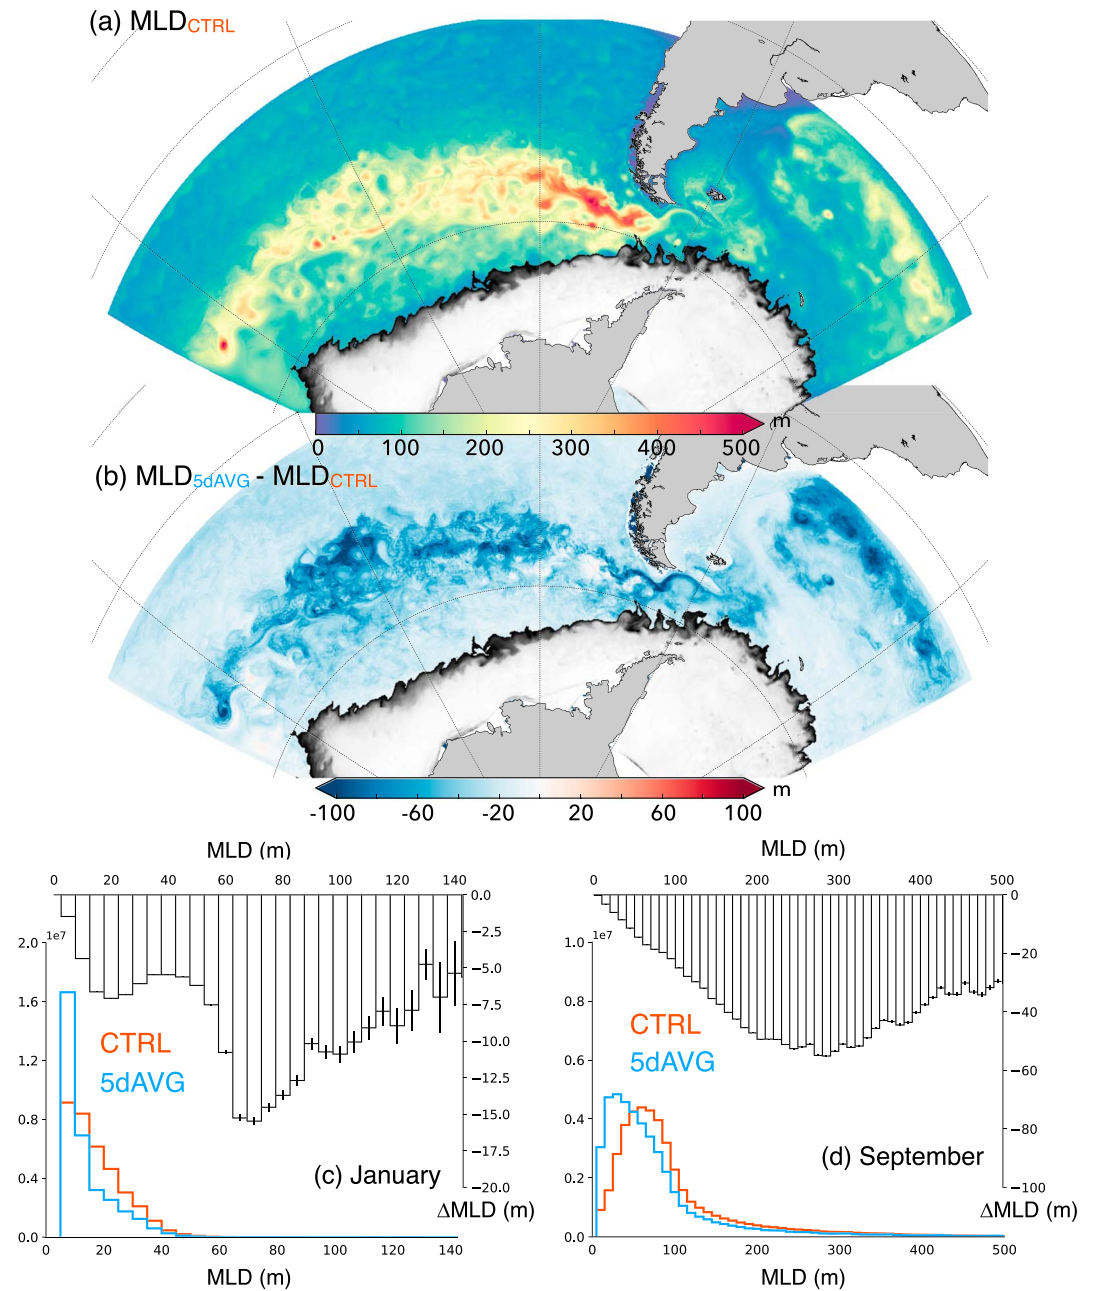 (a) MLDCTRL
0 100 200 300 400 500 m
(b) MLD5dAVG - MLDCTRL
-100 -60 -20 20 60 100 m
MLD (m)
0 20 40 60 80 100 120 140
0.0
−2.5
−5.0
−7.5
−10.0
−12.5
−15.0
−17.5
−20.0
ΔMLD (m)
1e7
2.0
1.6
1.2
0.8
0.4
0.0
CTRL
5dAVG
(c) January
0 20 40 60 80 100 120 140
MLD (m)
MLD (m)
0 100 200 300 400 500
0
−20
−40
−60
−80
−100
ΔMLD (m)
1e7
1.0
0.8
0.6
0.4
0.2
0.0
CTRL
5dAVG
(d) September
0 100 200 300 400 500
MLD (m)